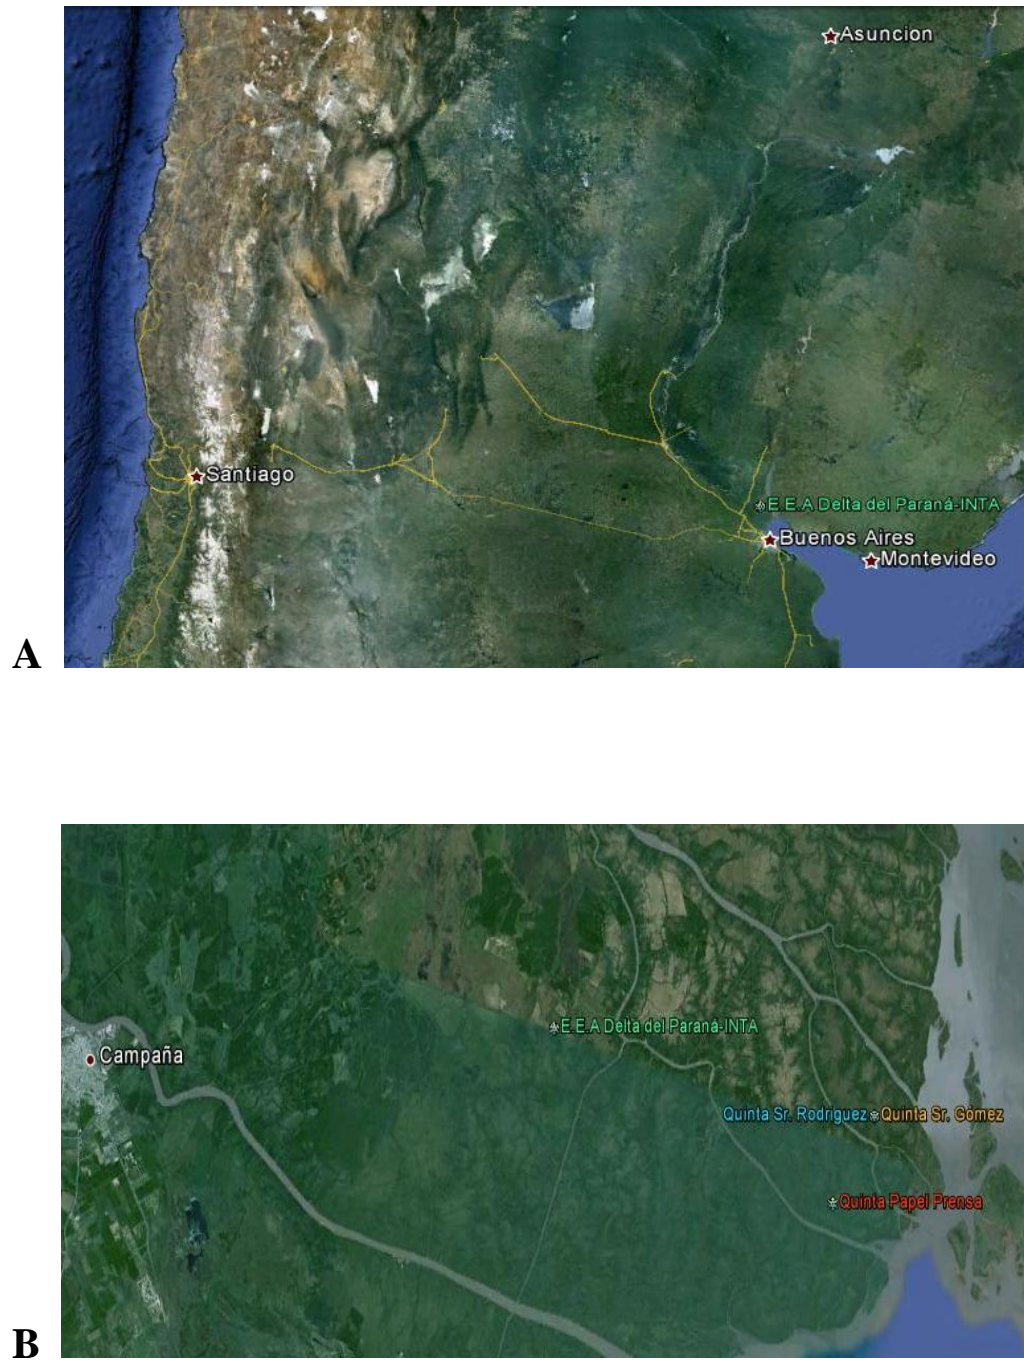 Asuncion
Santiago
E.E.A Delta del Paraná-INTA
Buenos Aires
Montevideo
A
E.E.A Delta del Paraná-INTA
Campaña
Quinta Sr. Rodríguez
Quinta Sr. Gómez
Quinta Papel Prensa
B